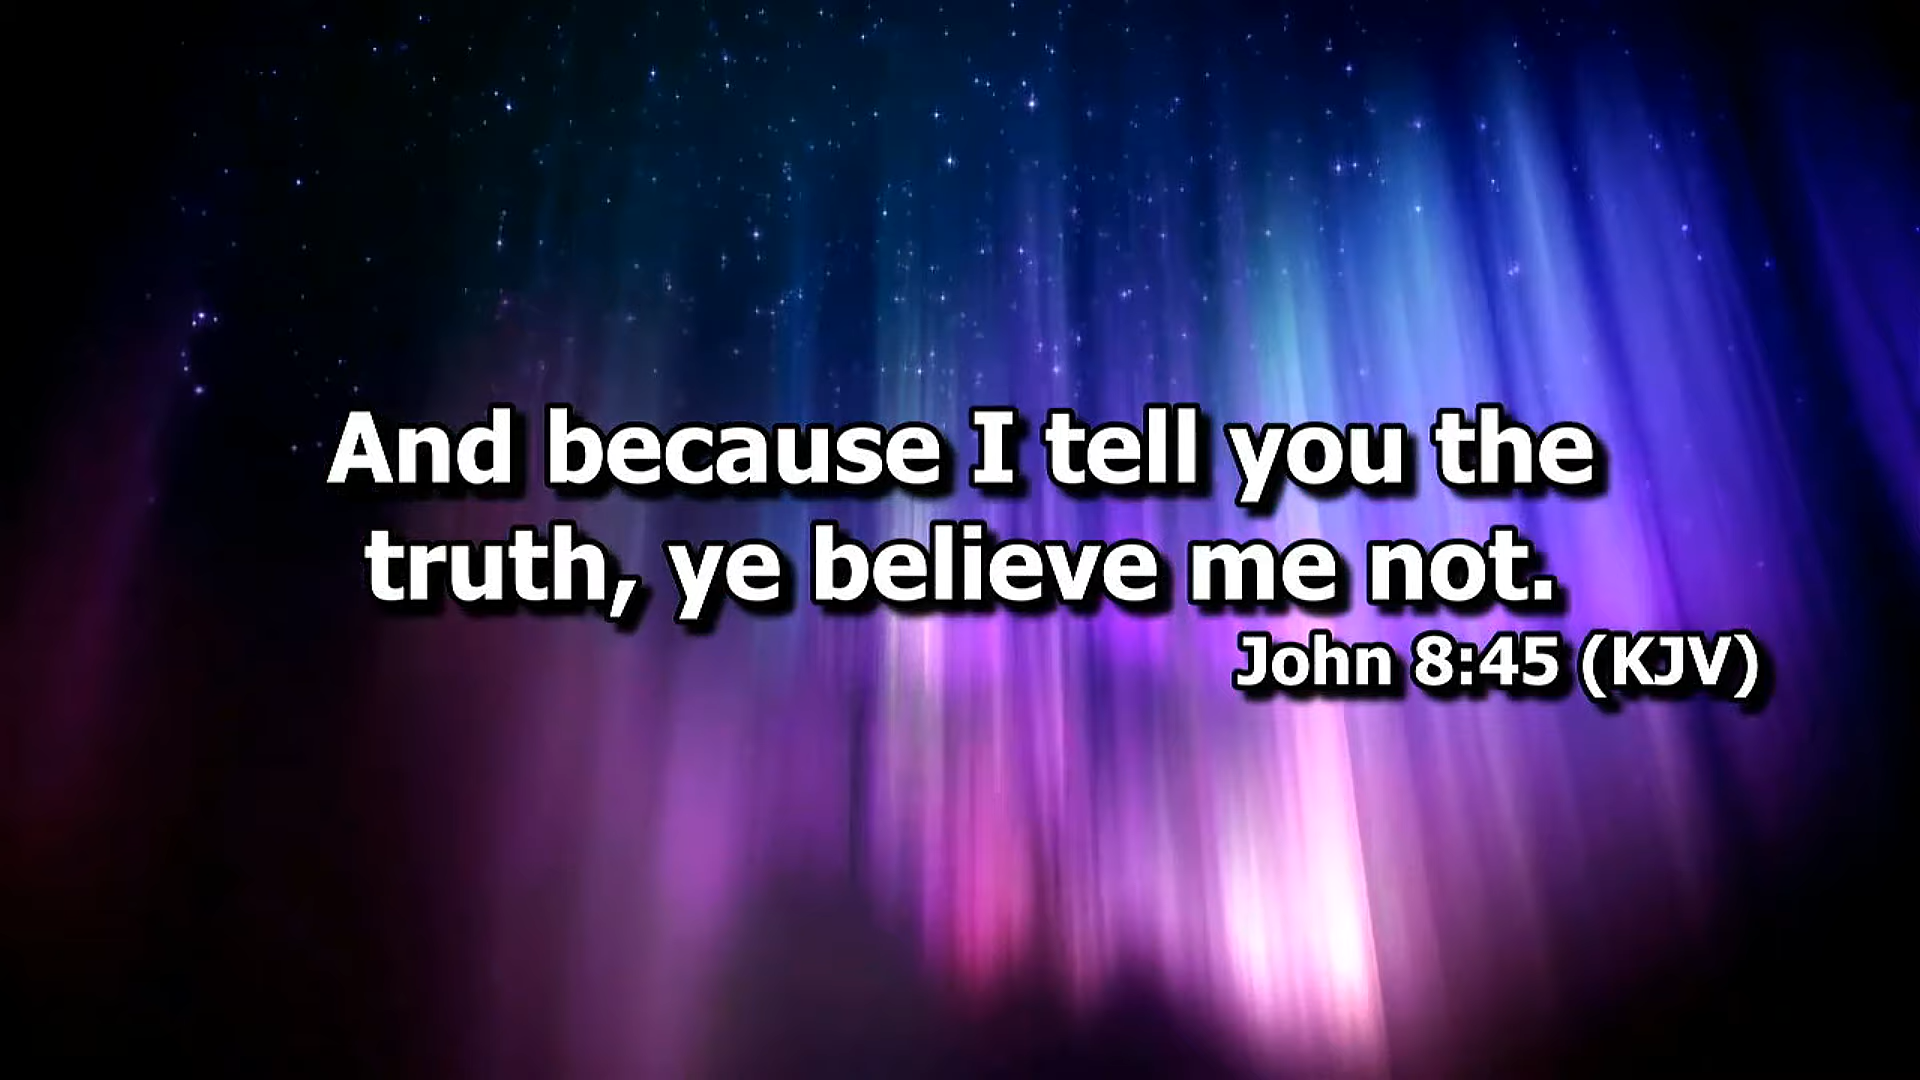 And because I tell you the
truth, ye believe me not.
John 8:45 (KJV)